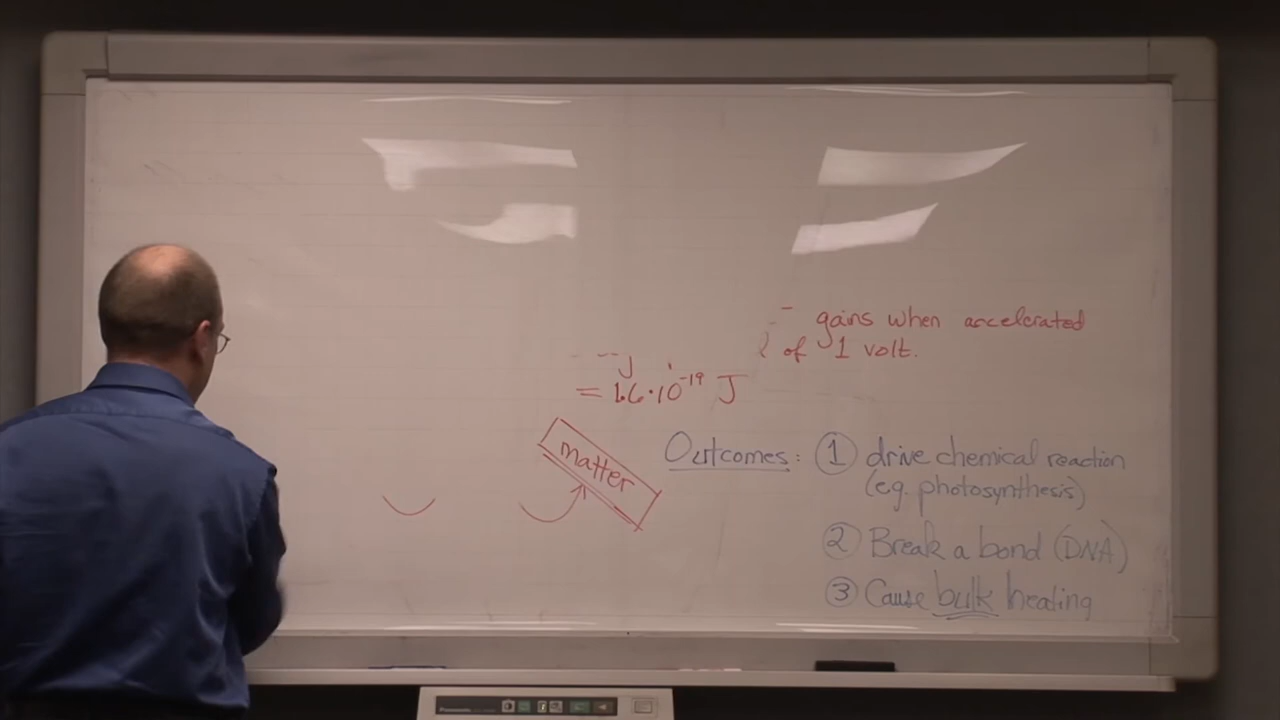 gains when accelerated
of 1 volt.
= 1.6·10⁻¹⁹ J
matter
Outcomes: ① drive chemical reaction
(e.g. photosynthesis)
② Break a bond (DNA)
③ Cause bulk heating
Panasonic